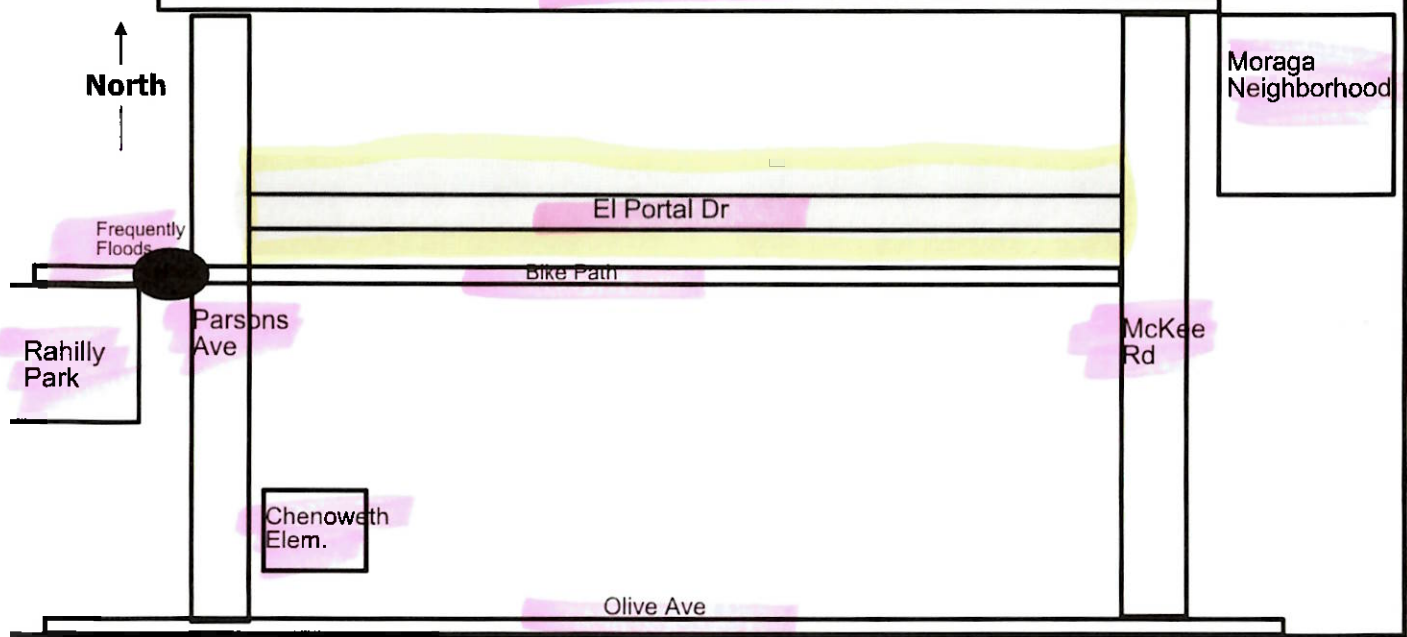 North
Moraga
Neighborhood
El Portal Dr
Frequently
Floods
Bike Path
Parsons
Ave
McKee
Rd
Rahilly
Park
Chenoweth
Elem.
Olive Ave